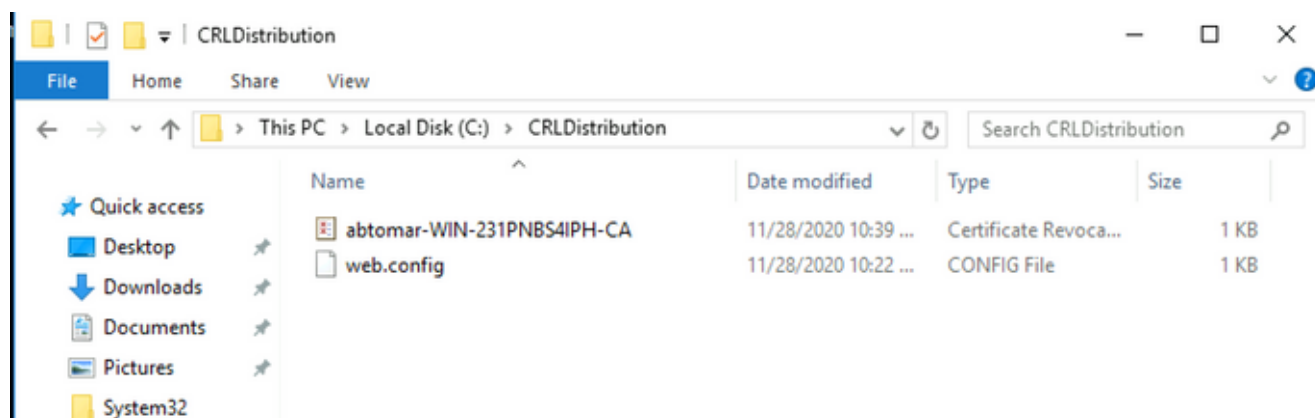 CRLDistribution
File Home Share View
This PC > Local Disk (C:) > CRLDistribution Search CRLDistribution
Name Date modified Type Size
Quick access
abtomar-WIN-231PNBS4IPH-CA 11/28/2020 10:39 ... Certificate Revoca... 1 KB
Desktop
web.config 11/28/2020 10:22 ... CONFIG File 1 KB
Downloads
Documents
Pictures
System32